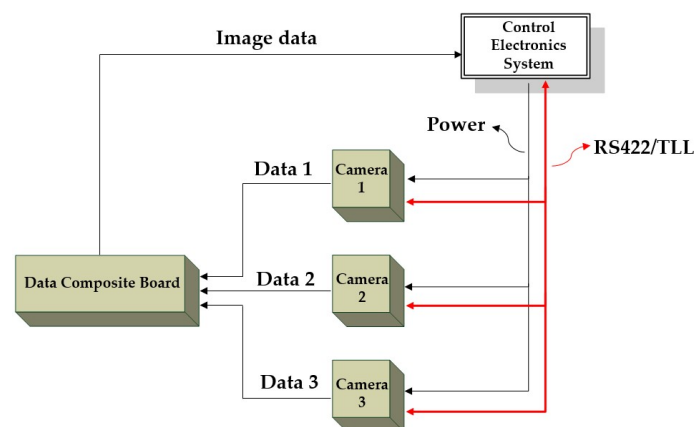 Image data
Control
Electronics
System
Power
RS422/TLL
Data 1
Camera
1
Data Composite Board
Data 2
Camera
2
Data 3
Camera
3